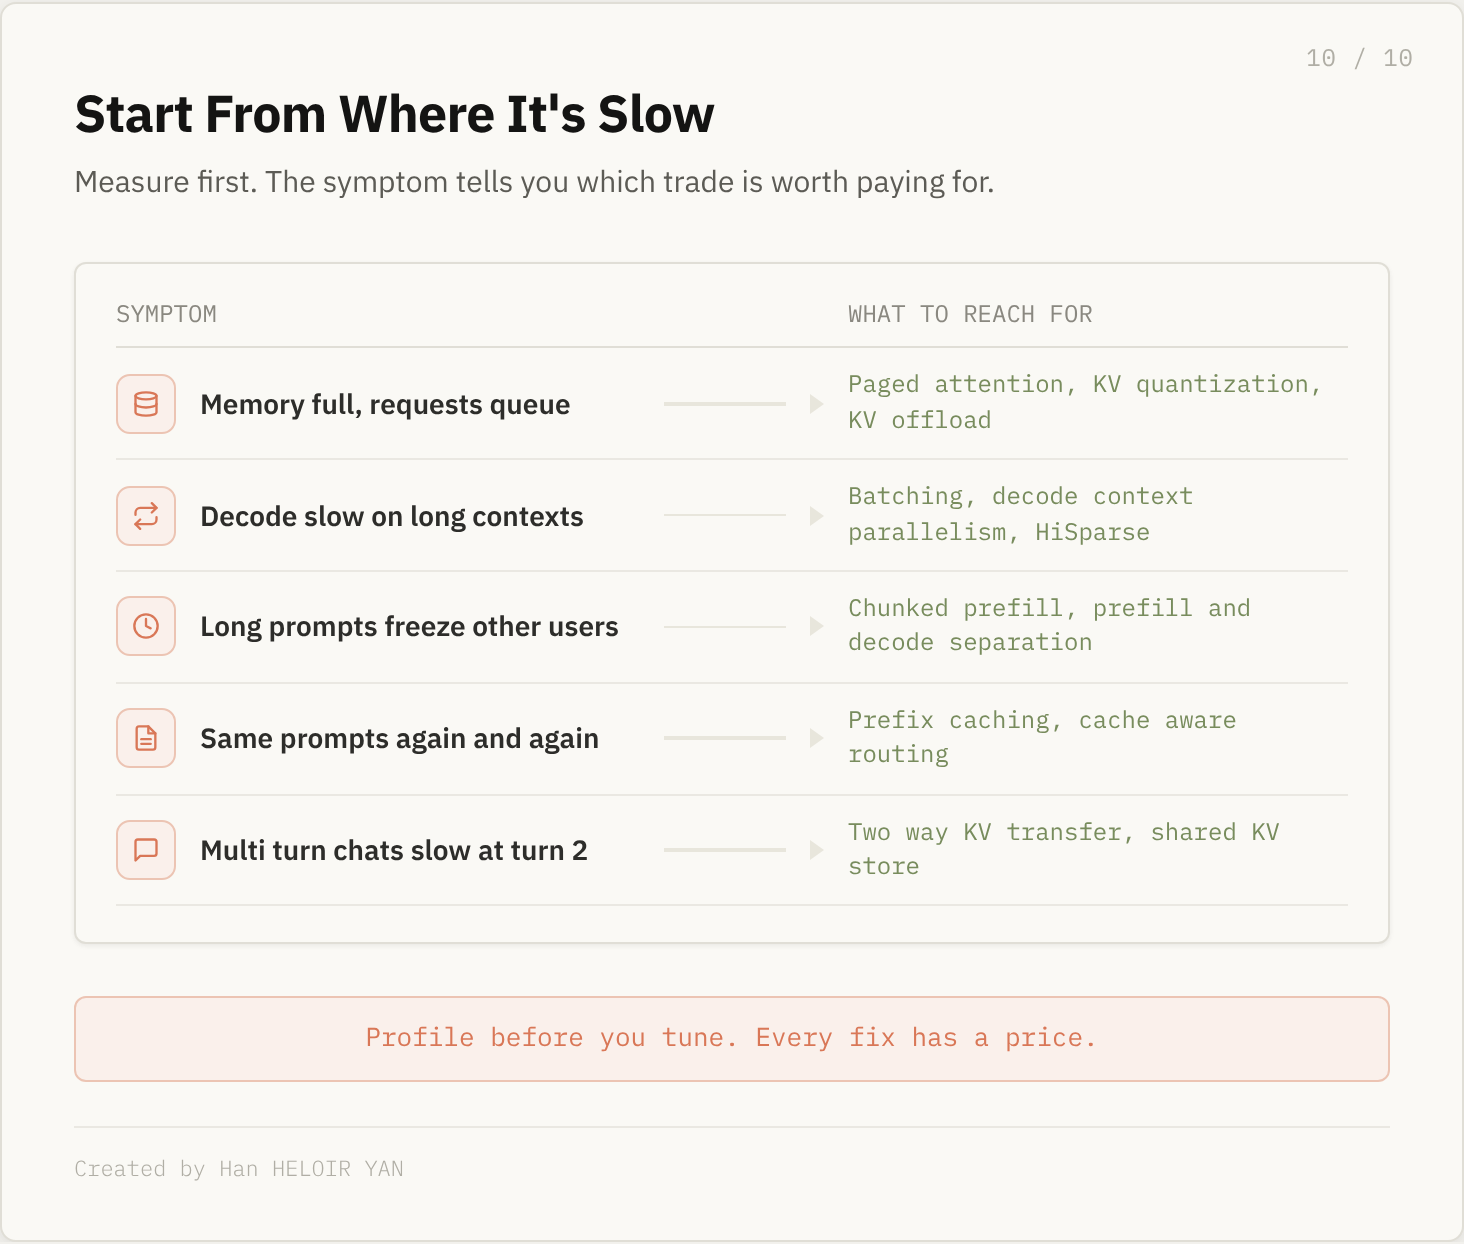 10 / 10
Start From Where It's Slow
Measure first. The symptom tells you which trade is worth paying for.
SYMPTOM
WHAT TO REACH FOR
Memory full, requests queue
Paged attention, KV quantization,
KV offload
Decode slow on long contexts
Batching, decode context
parallelism, HiSparse
Long prompts freeze other users
Chunked prefill, prefill and
decode separation
Same prompts again and again
Prefix caching, cache aware
routing
Multi turn chats slow at turn 2
Two way KV transfer, shared KV
store
Profile before you tune. Every fix has a price.
Created by Han HELOIR YAN